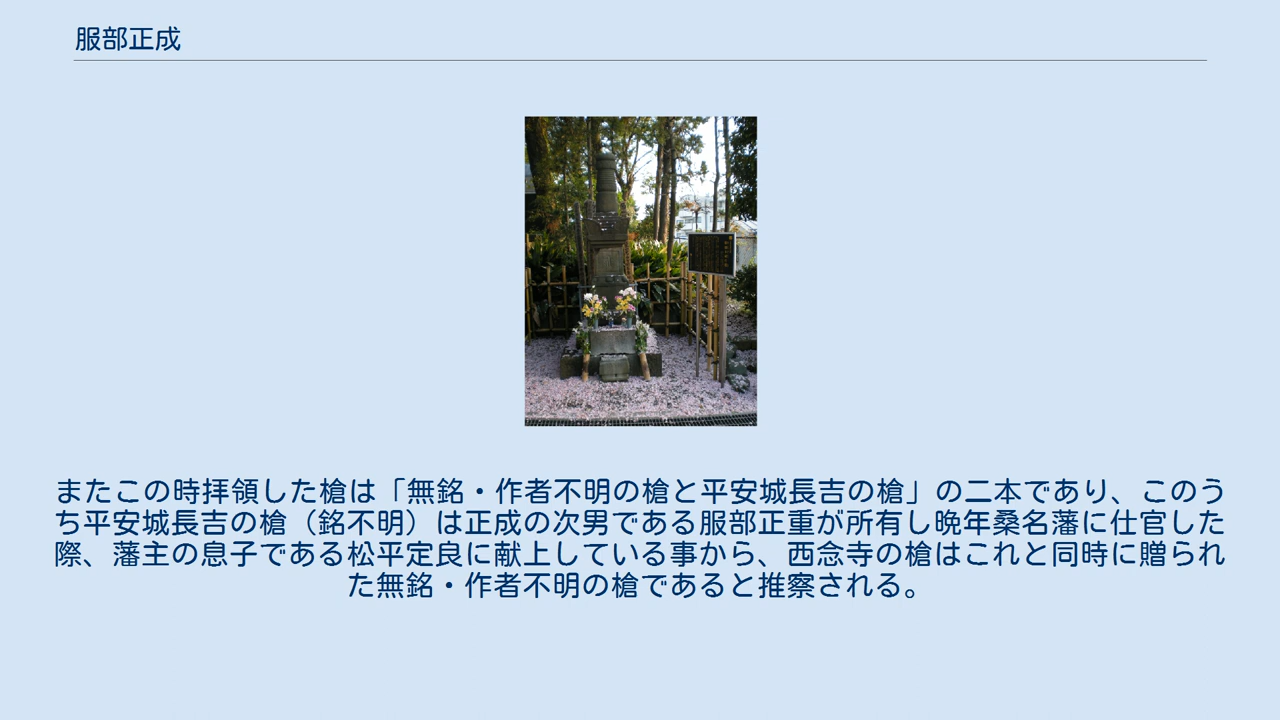 服部正成
またこの時拝領した槍は「無銘・作者不明の槍と平安城長吉の槍」の二本であり、このう
ち平安城長吉の槍（銘不明）は正成の次男である服部正重が所有し晩年桑名藩に仕官した
際、藩主の息子である松平定良に献上している事から、西念寺の槍はこれと同時に贈られ
た無銘・作者不明の槍であると推察される。